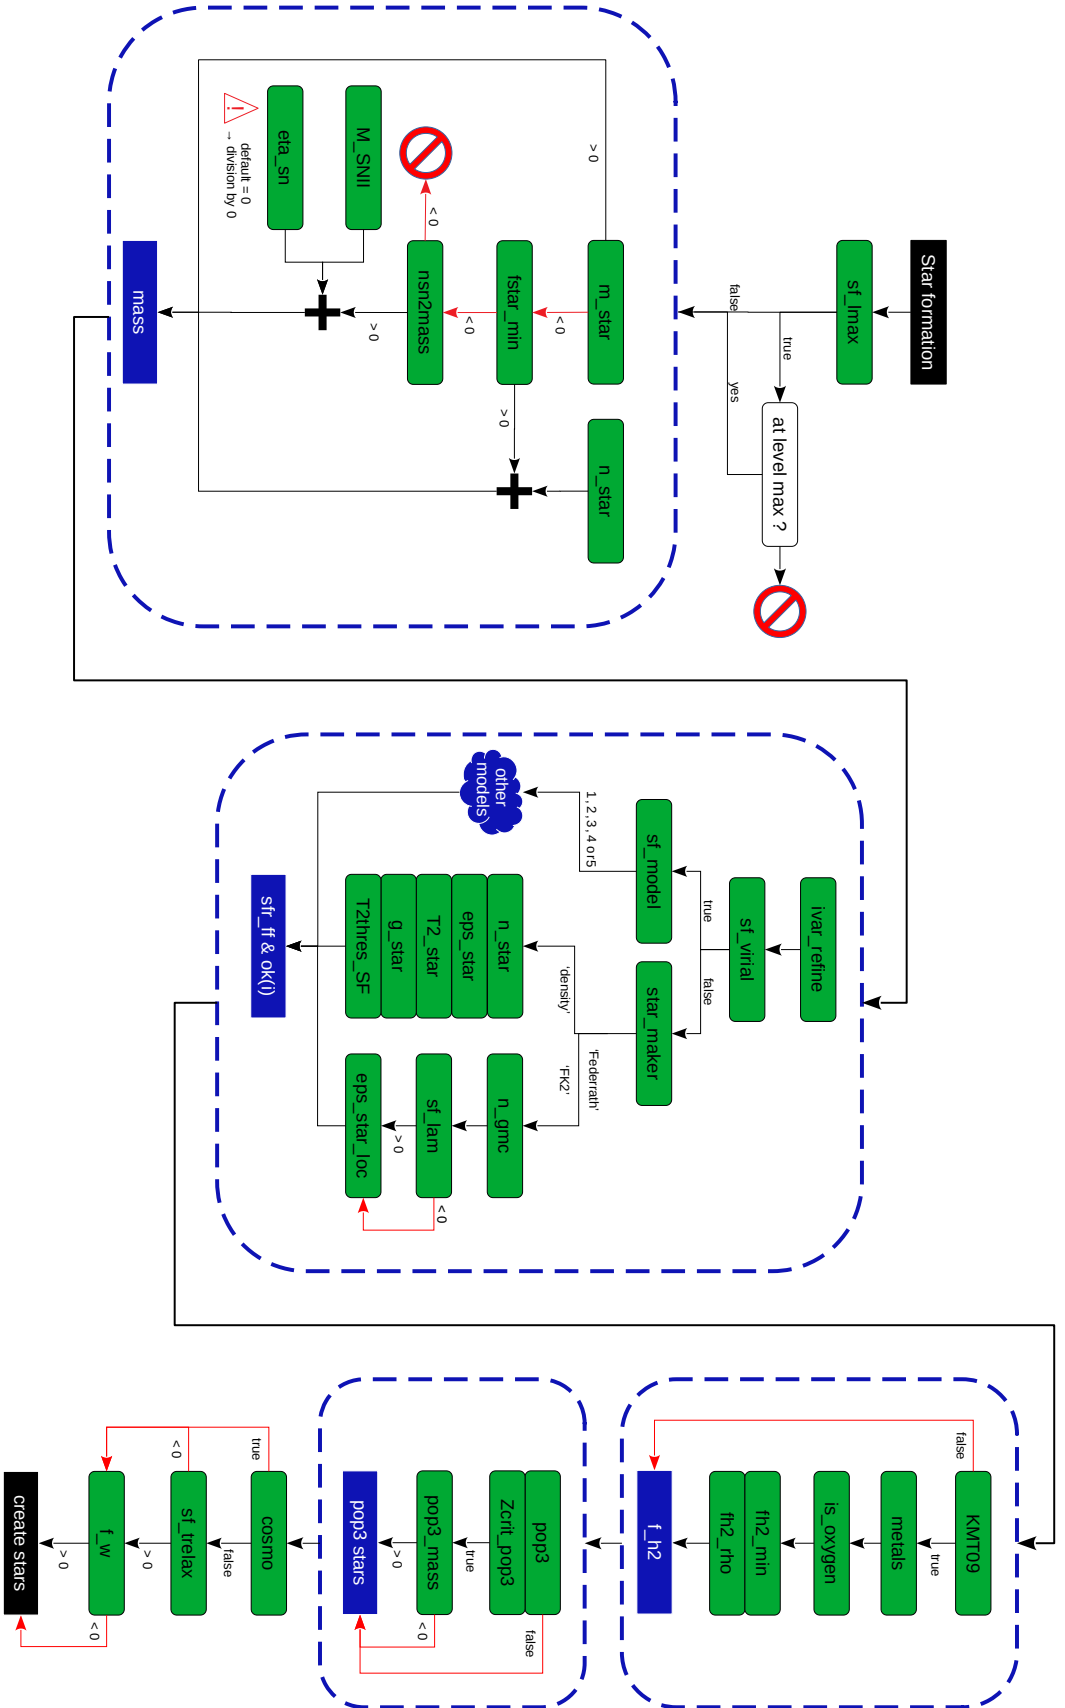 Star formation
sf_lmax
true
at level max ?
false
yes
m_star
n_star
> 0
< 0
fstar_min
< 0
> 0
nsn2mass
< 0
> 0
M_SNII
eta_sn
default = 0
→ division by 0
mass
ivar_refine
sf_virial
true
false
sf_model
star_maker
1, 2, 3, 4 or5
'density'
'Federrath'
'FK2'
other
models
n_star
eps_star
T2_star
g_star
T2thres_SF
n_gmc
sf_lam
> 0
< 0
eps_star_loc
sfr_ff & ok(i)
KMT09
false
true
metals
is_oxygen
fh2_min
fh2_rho
f_h2
pop3
Zcrit_pop3
false
true
pop3_mass
> 0
< 0
pop3 stars
cosmo
true
false
sf_trelax
< 0
> 0
f_w
> 0
< 0
create stars